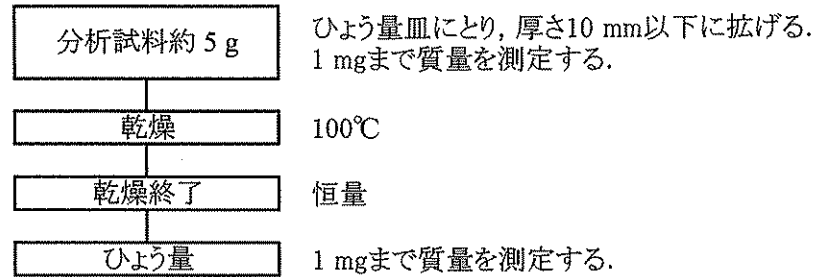 分析試料約 5 g
ひょう量皿にとり, 厚さ10 mm以下に拡げる.
1 mgまで質量を測定する.
乾燥
100℃
乾燥終了
恒量
ひょう量
1 mgまで質量を測定する.